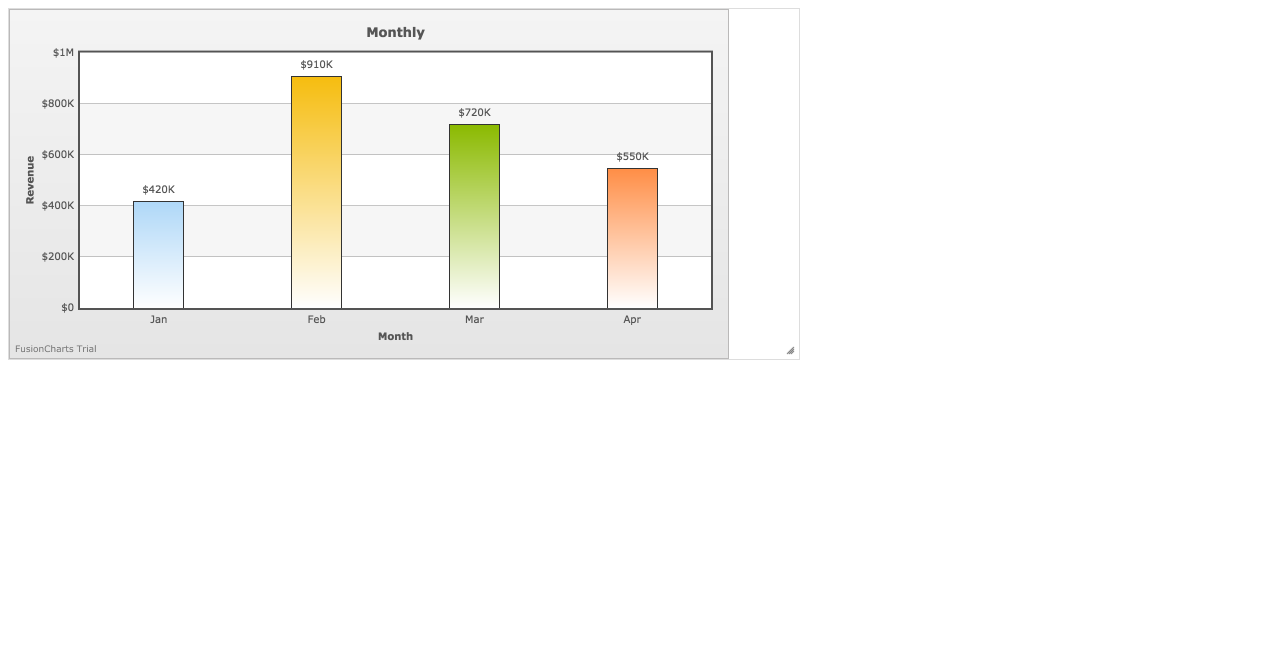 Monthly
$1M
$800K
$600K
$400K
$200K
$0
Revenue
$420K
$910K
$720K
$550K
Jan
Feb
Mar
Apr
Month
FusionCharts Trial